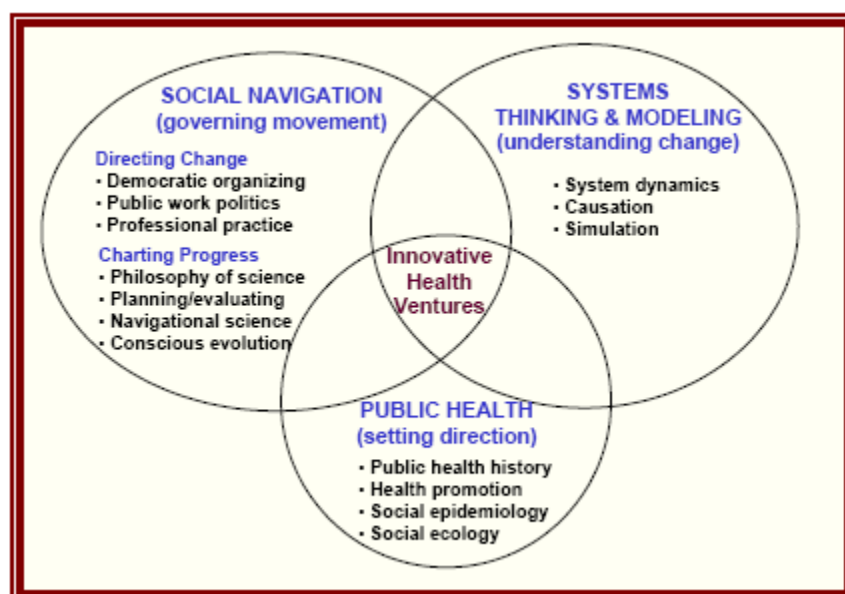 SOCIAL NAVIGATION
(governing movement)
Directing Change
• Democratic organizing
• Public work politics
• Professional practice
Charting Progress
• Philosophy of science
• Planning/evaluating
• Navigational science
• Conscious evolution
SYSTEMS
THINKING & MODELING
(understanding change)
• System dynamics
• Causation
• Simulation
Innovative
Health
Ventures
PUBLIC HEALTH
(setting direction)
• Public health history
• Health promotion
• Social epidemiology
• Social ecology